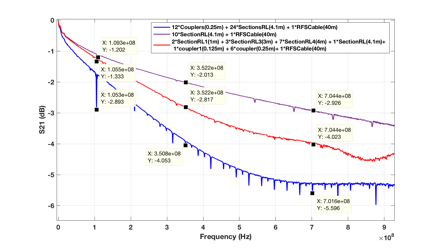 0
-1
-2
-3
-4
-5
-6
S21 (dB)
12*Couplers(0.25m) + 24*SectionRL(4.1m) + 1*RFSCable(40m)
10*SectionRL(4.1m) + 1*RFSCable(40m)
2*SectionRL1(1m) + 3*SectionRL3(3m) + 7*SectionRL4(4m) + 1*SectionRL(4.1m)+
1*coupler1(0.125m) + 6*coupler(0.25m)+ 1*RFSCable(40m)
X: 1.093e+08
Y: -1.202
X: 1.055e+08
Y: -1.333
X: 1.053e+08
Y: -2.893
X: 3.522e+08
Y: -2.013
X: 3.522e+08
Y: -2.817
X: 3.508e+08
Y: -4.053
X: 7.044e+08
Y: -2.926
X: 7.044e+08
Y: -4.023
X: 7.016e+08
Y: -5.596
0 1 2 3 4 5 6 7 8 9
×10⁸
Frequency (Hz)